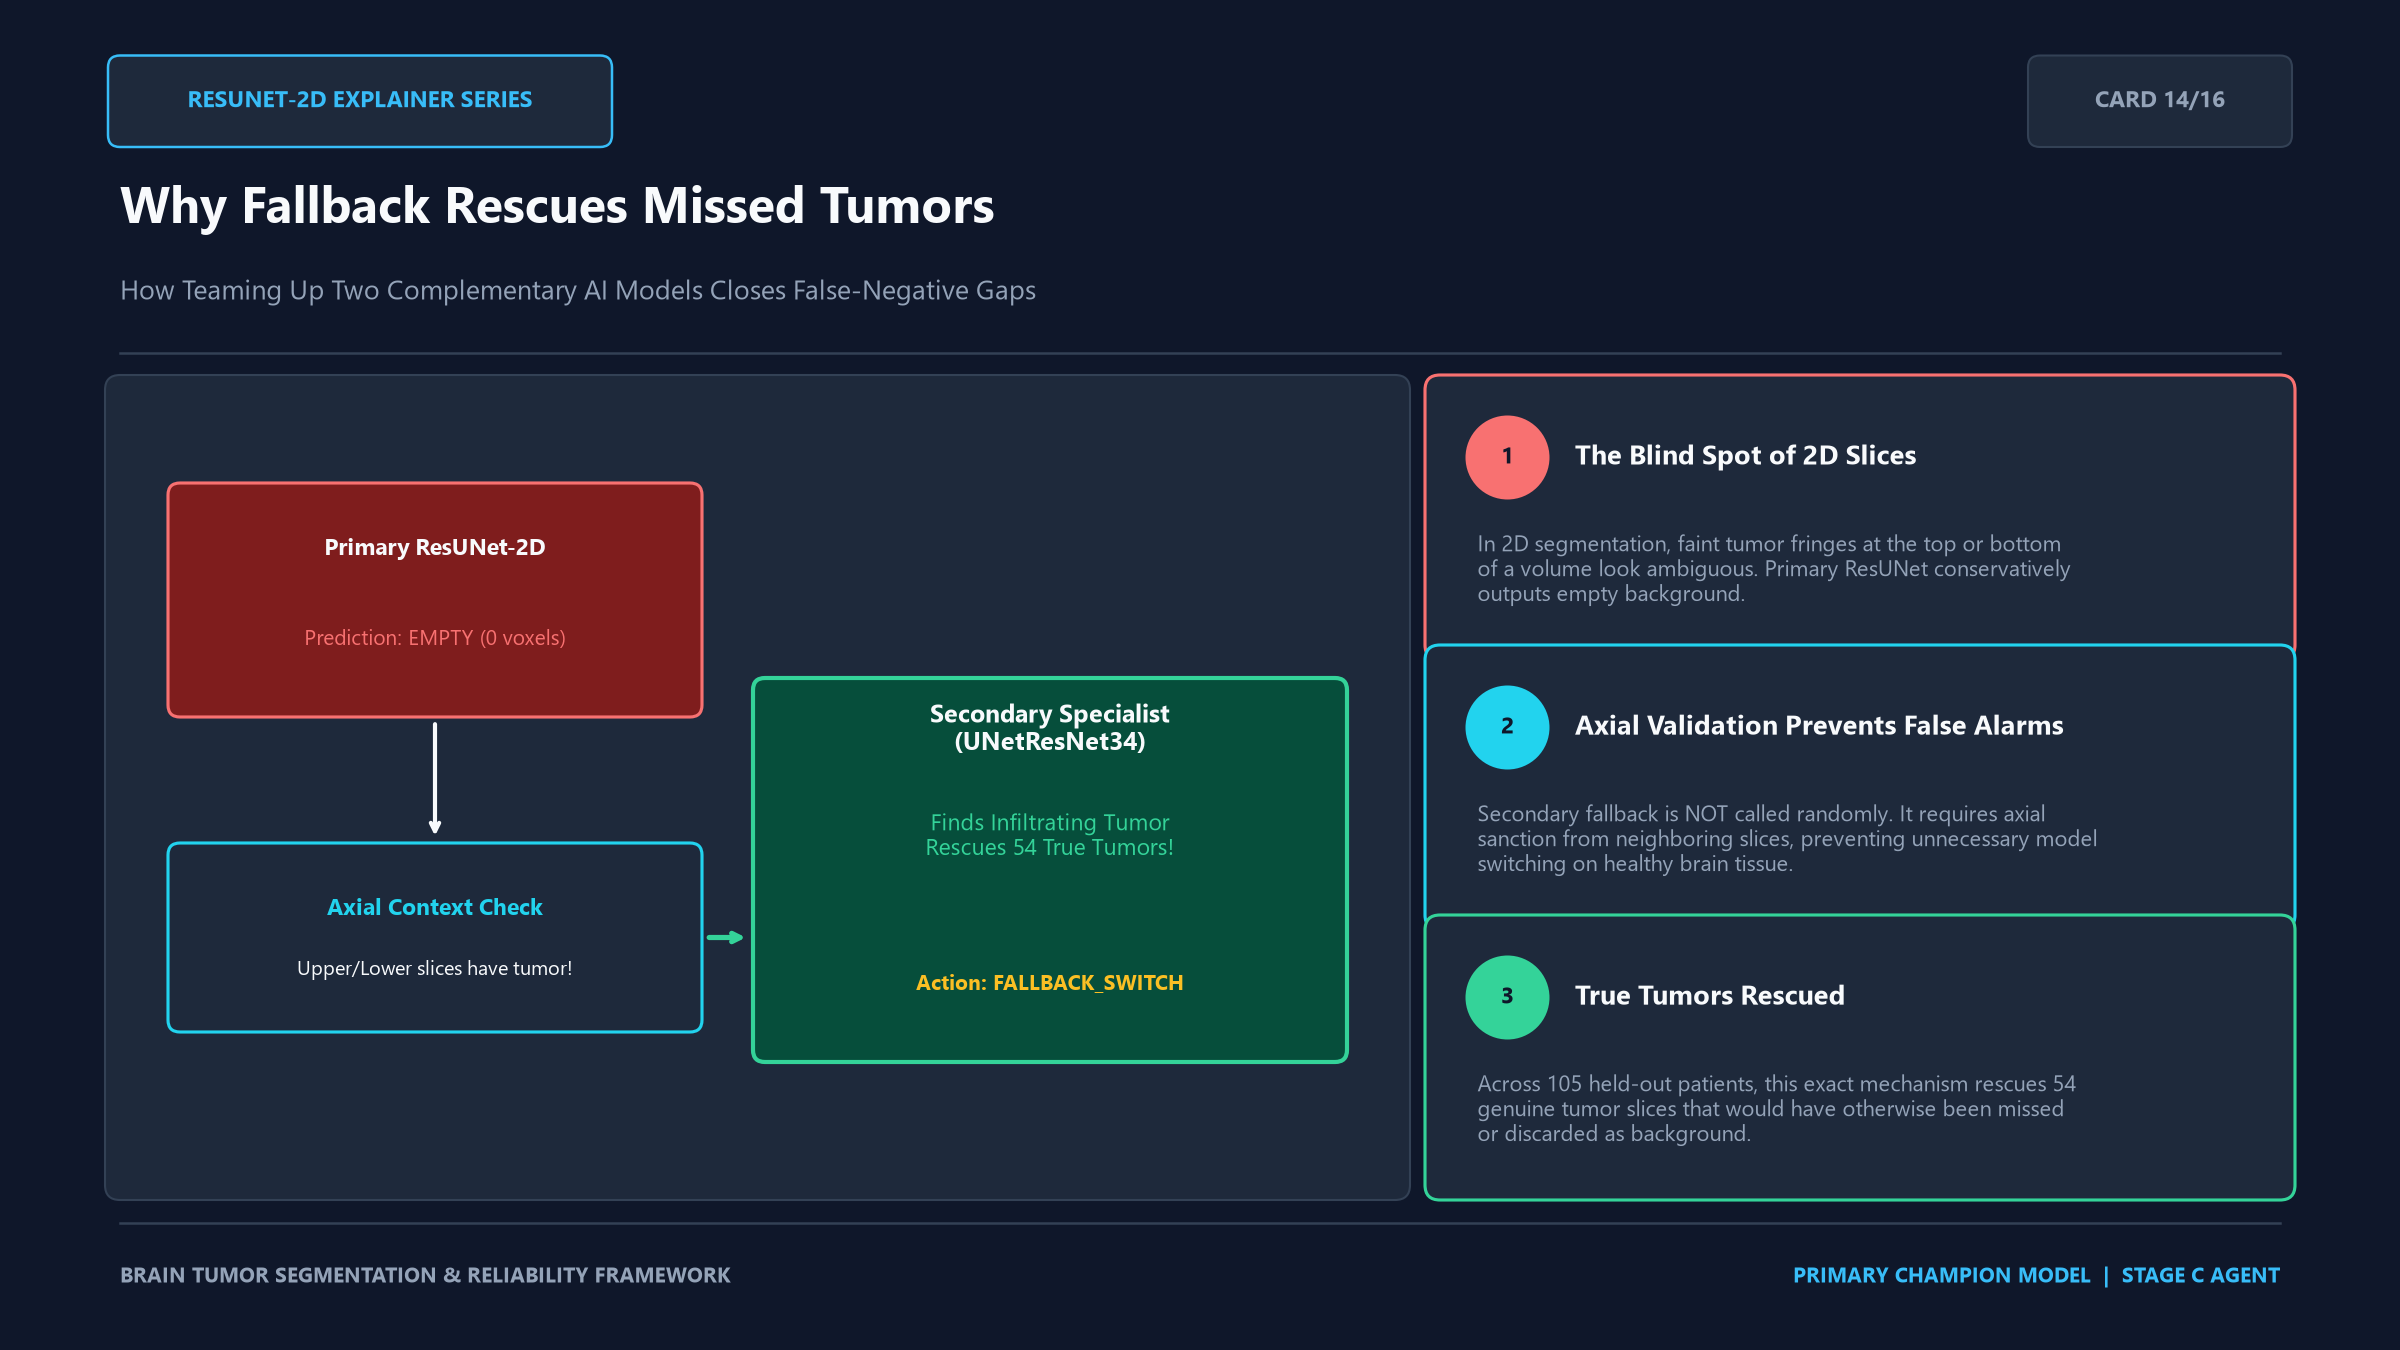 RESUNET-2D EXPLAINER SERIES
CARD 14/16
Why Fallback Rescues Missed Tumors
How Teaming Up Two Complementary AI Models Closes False-Negative Gaps
Primary ResUNet-2D
Prediction: EMPTY (0 voxels)
Axial Context Check
Upper/Lower slices have tumor!
Secondary Specialist
(UNetResNet34)
Finds Infiltrating Tumor
Rescues 54 True Tumors!
Action: FALLBACK_SWITCH
1
The Blind Spot of 2D Slices
In 2D segmentation, faint tumor fringes at the top or bottom
of a volume look ambiguous. Primary ResUNet conservatively
outputs empty background.
2
Axial Validation Prevents False Alarms
Secondary fallback is NOT called randomly. It requires axial
sanction from neighboring slices, preventing unnecessary model
switching on healthy brain tissue.
3
True Tumors Rescued
Across 105 held-out patients, this exact mechanism rescues 54
genuine tumor slices that would have otherwise been missed
or discarded as background.
BRAIN TUMOR SEGMENTATION & RELIABILITY FRAMEWORK
PRIMARY CHAMPION MODEL | STAGE C AGENT